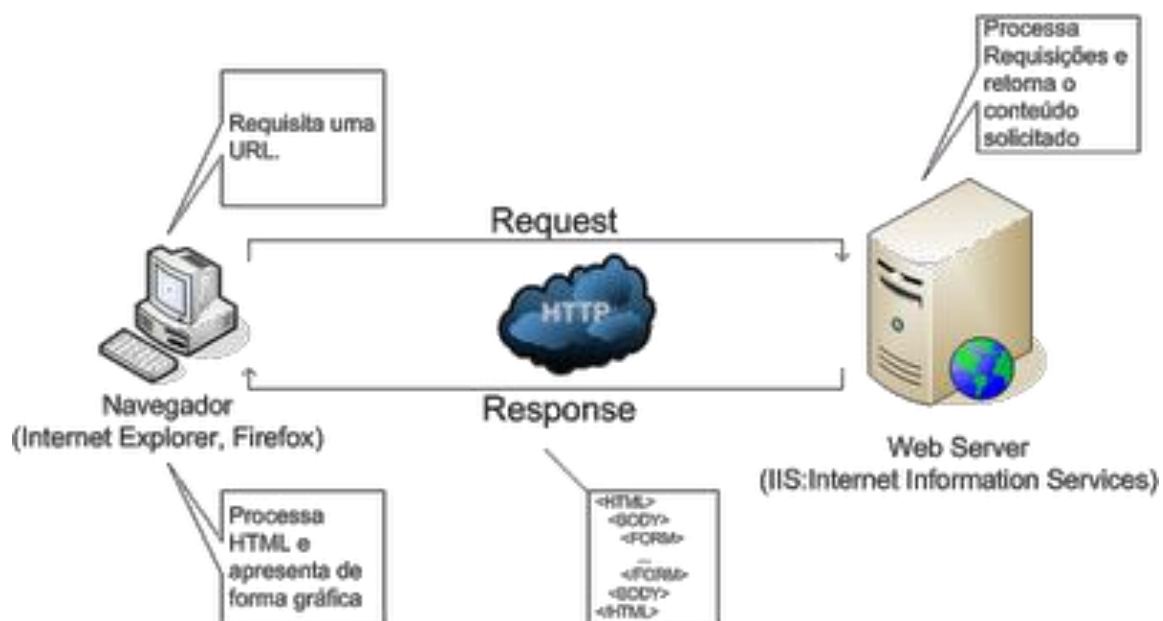 Processa
Requisições e
retorna o
conteúdo
solicitado
Requisita uma
URL.
Request
HTTP
Response
Navegador
(Internet Explorer, Firefox)
Web Server
(IIS:Internet Information Services)
Processa
HTML e
apresenta de
forma gráfica
<HTML>
<BODY>
<FORM>
...
</FORM>
<BODY>
</HTML>